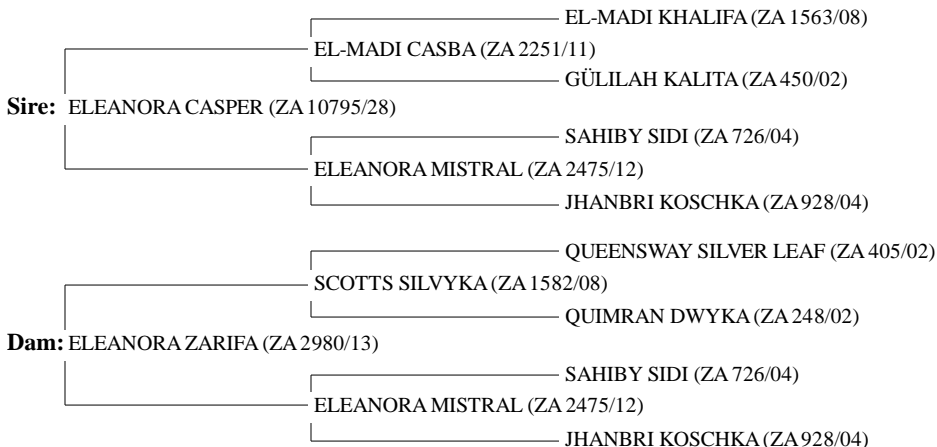 EL-MADI KHALIFA (ZA 1563/08)
EL-MADI CASBA (ZA 2251/11)
GÜLILAH KALITA (ZA 450/02)
Sire: ELEANORA CASPER (ZA 10795/28)
SAHIBY SIDI (ZA 726/04)
ELEANORA MISTRAL (ZA 2475/12)
JHANBRI KOSCHKA (ZA 928/04)
QUEENSWAY SILVER LEAF (ZA 405/02)
SCOTTS SILVYKA (ZA 1582/08)
QUIMRAN DWYKA (ZA 248/02)
Dam: ELEANORA ZARIFA (ZA 2980/13)
SAHIBY SIDI (ZA 726/04)
ELEANORA MISTRAL (ZA 2475/12)
JHANBRI KOSCHKA (ZA 928/04)